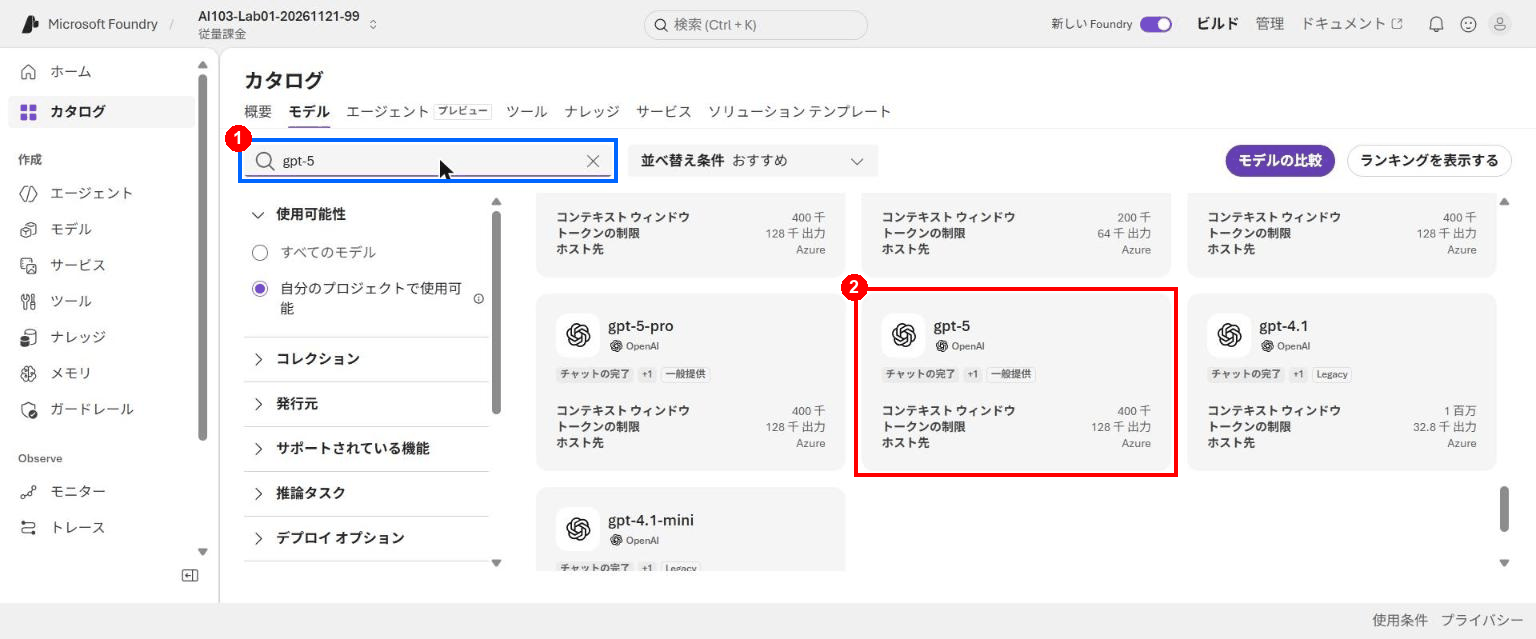 Microsoft Foundry / AI103-Lab01-20261121-99
従量課金
検索 (Ctrl + K)
新しい Foundry ビルド 管理 ドキュメント
ホーム
カタログ
作成
エージェント
モデル
サービス
ツール
ナレッジ
メモリ
ガードレール
Observe
モニター
トレース
カタログ
概要 モデル エージェント プレビュー ツール ナレッジ サービス ソリューション テンプレート
1
gpt-5
並べ替え条件 おすすめ
モデルの比較
ランキングを表示する
使用可能性
すべてのモデル
自分のプロジェクトで使用可
能
コレクション
発行元
サポートされている機能
推論タスク
デプロイ オプション
コンテキスト ウィンドウ 400 千
トークンの制限 128 千 出力
ホスト先 Azure
コンテキスト ウィンドウ 200 千
トークンの制限 64 千 出力
ホスト先 Azure
コンテキスト ウィンドウ 400 千
トークンの制限 128 千 出力
ホスト先 Azure
gpt-5-pro
OpenAI
チャットの完了 +1 一般提供
コンテキスト ウィンドウ 400 千
トークンの制限 128 千 出力
ホスト先 Azure
2
gpt-5
OpenAI
チャットの完了 +1 一般提供
コンテキスト ウィンドウ 400 千
トークンの制限 128 千 出力
ホスト先 Azure
gpt-4.1
OpenAI
チャットの完了 +1 Legacy
コンテキスト ウィンドウ 1 百万
トークンの制限 32.8 千 出力
ホスト先 Azure
gpt-4.1-mini
OpenAI
チャットの完了 +1 Legacy
使用条件 プライバシー